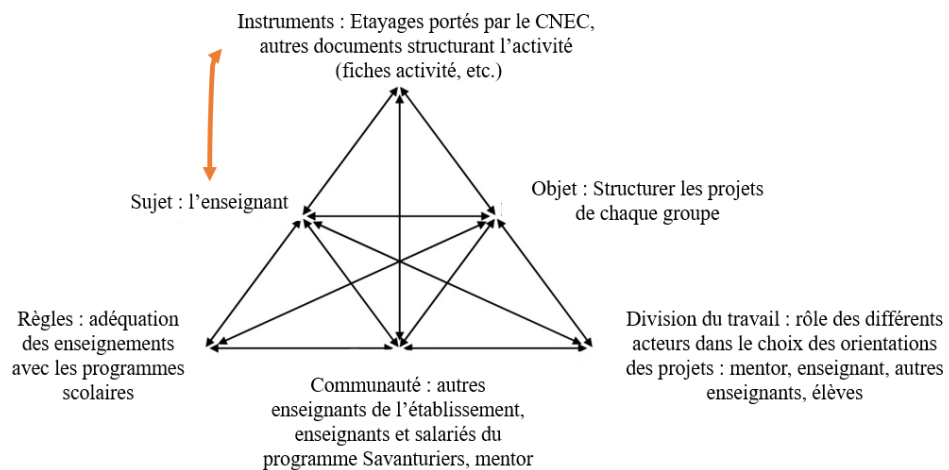 Instruments : Etayages portés par le CNEC,
autres documents structurant l’activité
(fiches activité, etc.)
Sujet : l’enseignant
Objet : Structurer les projets
de chaque groupe
Règles : adéquation
des enseignements
avec les programmes
scolaires
Communauté : autres
enseignants de l’établissement,
enseignants et salariés du
programme Savanturiers, mentor
Division du travail : rôle des différents
acteurs dans le choix des orientations
des projets : mentor, enseignant, autres
enseignants, élèves